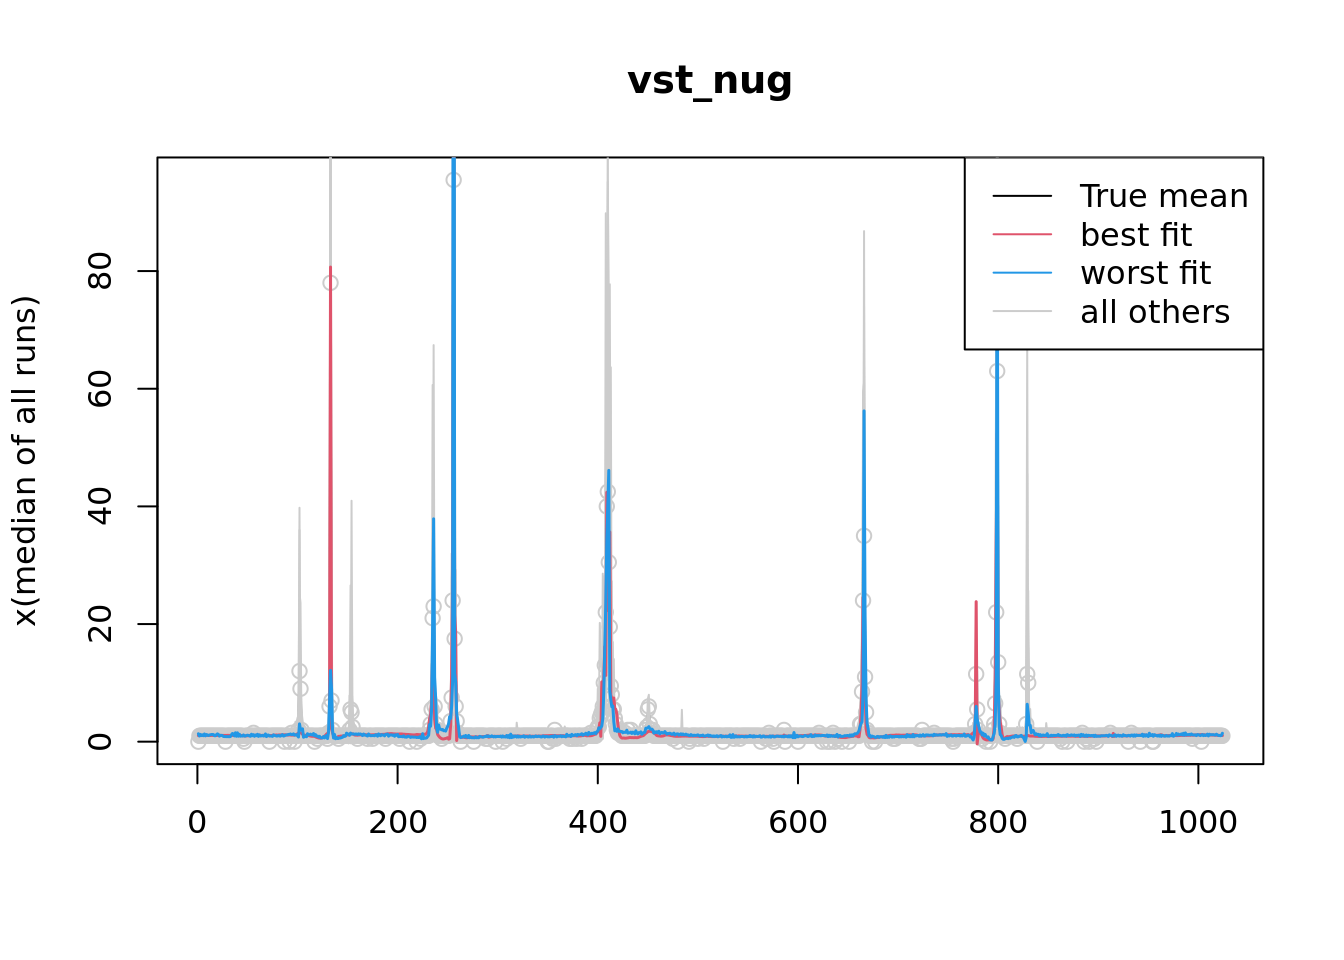 vst_nug
x(median of all runs)
80
60
40
20
0
True mean
best fit
worst fit
all others
0 200 400 600 800 1000